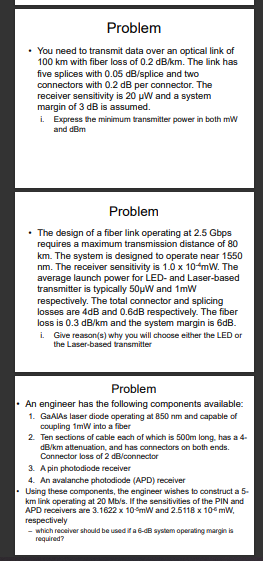 Problem
• You need to transmit data over an optical link of
100 km with fiber loss of 0.2 dB/km. The link has
five splices with 0.05 dB/splice and two
connectors with 0.2 dB per connector. The
receiver sensitivity is 20 µW and a system
margin of 3 dB is assumed.
i. Express the minimum transmitter power in both mW
and dBm
Problem
• The design of a fiber link operating at 2.5 Gbps
requires a maximum transmission distance of 80
km. The system is designed to operate near 1550
nm. The receiver sensitivity is 1.0 x 10⁻⁴mW. The
average launch power for LED- and Laser-based
transmitter is typically 50µW and 1mW
respectively. The total connector and splicing
losses are 4dB and 0.6dB respectively. The fiber
loss is 0.3 dB/km and the system margin is 6dB.
i. Give reason(s) why you will choose either the LED or
the Laser-based transmitter
Problem
• An engineer has the following components available:
1. GaAlAs laser diode operating at 850 nm and capable of
coupling 1mW into a fiber
2. Ten sections of cable each of which is 500m long, has a 4-
dB/km attenuation, and has connectors on both ends.
Connector loss of 2 dB/connector
3. A pin photodiode receiver
4. An avalanche photodiode (APD) receiver
• Using these components, the engineer wishes to construct a 5-
km link operating at 20 Mb/s. If the sensitivities of the PIN and
APD receivers are 3.1622 x 10⁻⁵mW and 2.5118 x 10⁻⁶ mW,
respectively
– which receiver should be used if a 6-dB system operating margin is
required?